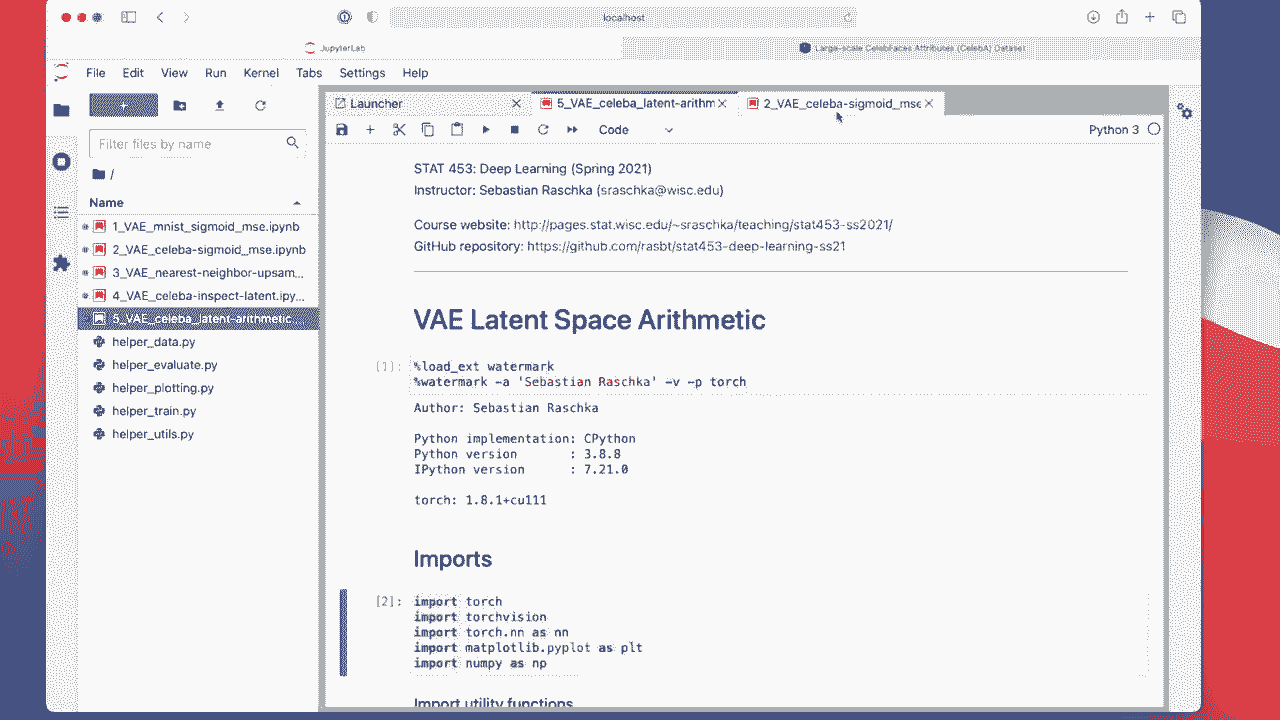 localhost
JupyterLab
Large-scale CelebFaces Attributes (CelebA) Dataset
File Edit View Run Kernel Tabs Settings Help
Launcher
5_VAE_celeba_latent-arithm
2_VAE_celeba-sigmoid_mse
Code
Python 3
Filter files by name
/
Name
1_VAE_mnist_sigmoid_mse.ipynb
2_VAE_celeba-sigmoid_mse.ipynb
3_VAE_nearest-neighbor-upsam...
4_VAE_celeba-inspect-latent.ipy...
5_VAE_celeba_latent-arithmetic
helper_data.py
helper_evaluate.py
helper_plotting.py
helper_train.py
helper_utils.py
STAT 453: Deep Learning (Spring 2021)
Instructor: Sebastian Raschka (sraschka@wisc.edu)
Course website: http://pages.stat.wisc.edu/~sraschka/teaching/stat453-ss2021/
GitHub repository: https://github.com/rasbt/stat453-deep-learning-ss21
VAE Latent Space Arithmetic
[1]: %load_ext watermark
%watermark -a 'Sebastian Raschka' -v -p torch
Author: Sebastian Raschka
Python implementation: CPython
Python version : 3.8.8
IPython version : 7.21.0
torch: 1.8.1+cu111
Imports
[2]: import torch
import torchvision
import torch.nn as nn
import matplotlib.pyplot as plt
import numpy as np
Import utility functions